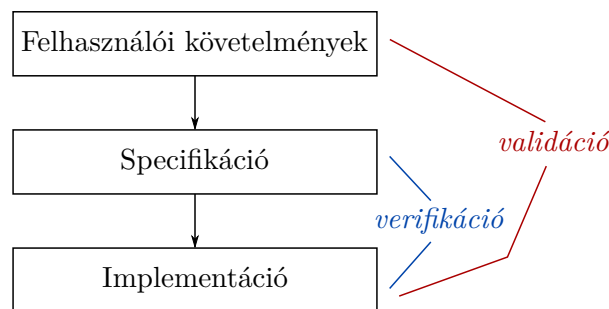 Felhasználói követelmények
validáció
Specifikáció
verifikáció
Implementáció